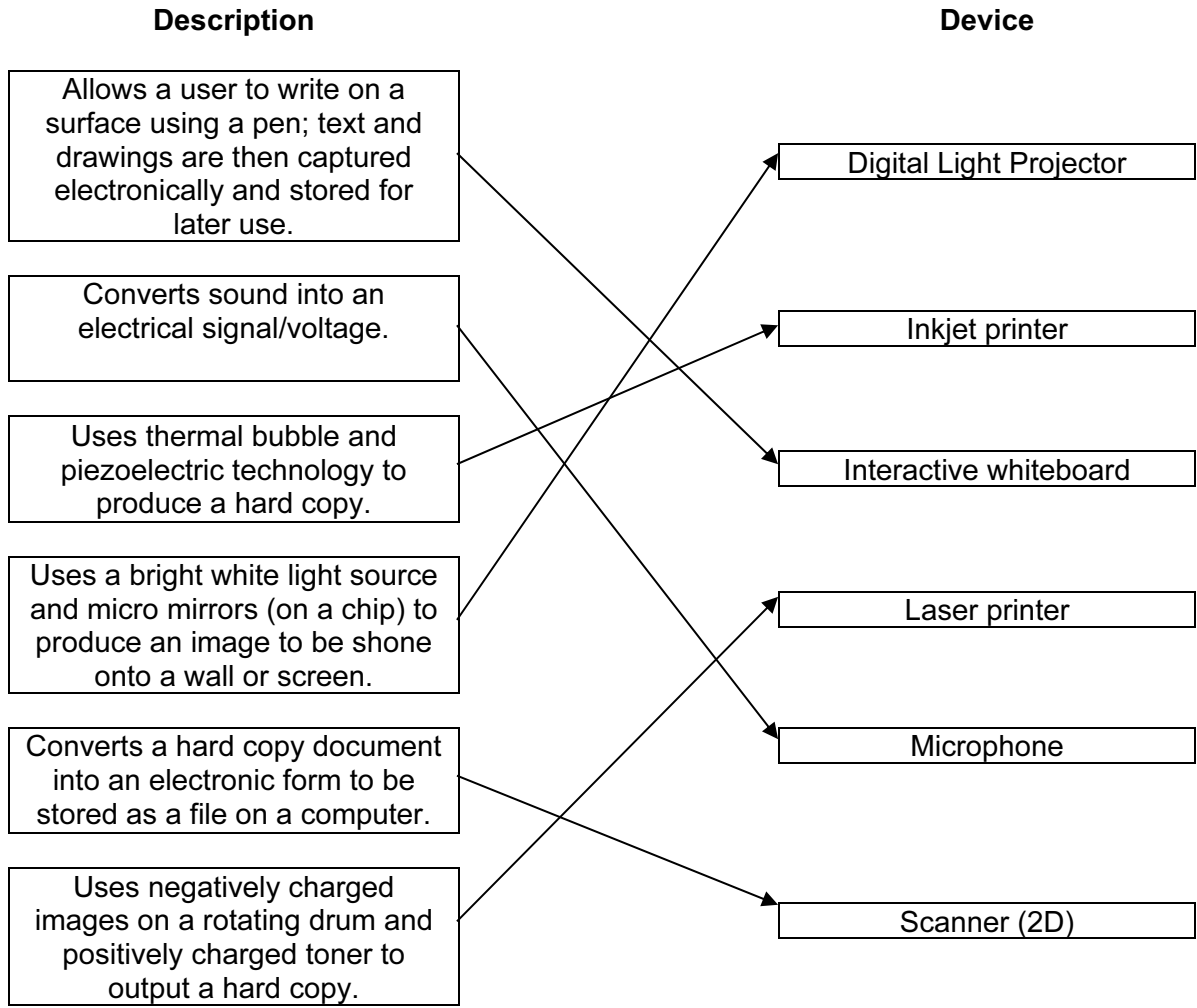 Description
Device
Allows a user to write on a
surface using a pen; text and
drawings are then captured
electronically and stored for
later use.
Digital Light Projector
Converts sound into an
electrical signal/voltage.
Inkjet printer
Uses thermal bubble and
piezoelectric technology to
produce a hard copy.
Interactive whiteboard
Uses a bright white light source
and micro mirrors (on a chip) to
produce an image to be shone
onto a wall or screen.
Laser printer
Converts a hard copy document
into an electronic form to be
stored as a file on a computer.
Microphone
Uses negatively charged
images on a rotating drum and
positively charged toner to
output a hard copy.
Scanner (2D)